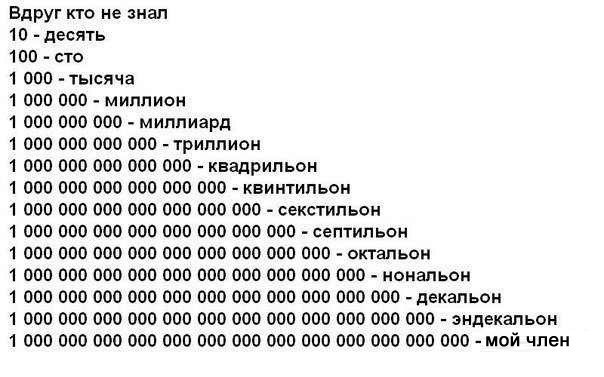 Вдруг кто не знал
10 - десять
100 - сто
1 000 - тысяча
1 000 000 - миллион
1 000 000 000 - миллиард
1 000 000 000 000 - триллион
1 000 000 000 000 000 - квадрильон
1 000 000 000 000 000 000 - квинтильон
1 000 000 000 000 000 000 000 - секстильон
1 000 000 000 000 000 000 000 000 - септильон
1 000 000 000 000 000 000 000 000 000 - октальон
1 000 000 000 000 000 000 000 000 000 000 - нональон
1 000 000 000 000 000 000 000 000 000 000 000 - декальон
1 000 000 000 000 000 000 000 000 000 000 000 000 - эндекальон
1 000 000 000 000 000 000 000 000 000 000 000 000 000 - мой член